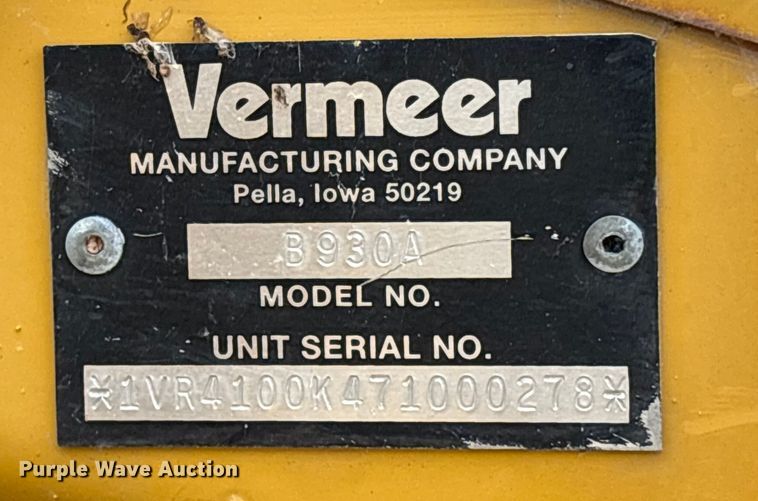 Vermeer
MANUFACTURING COMPANY
Pella, Iowa 50219
B930A
MODEL NO.
UNIT SERIAL NO.
*1VR4100K471000278*
Purple Wave Auction